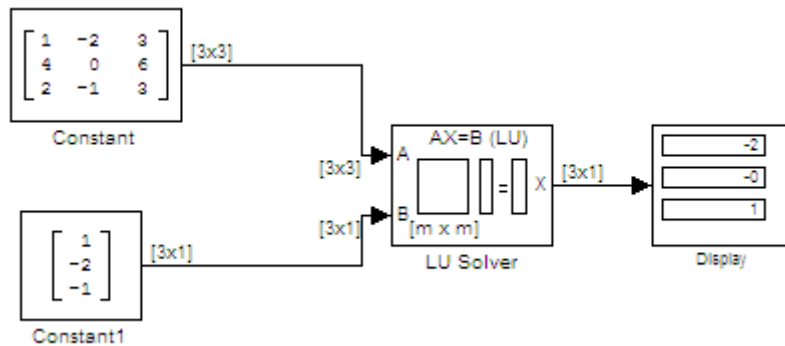 1 -2 3
4 0 6
2 -1 3
[3x3]
Constant
[3x3]
AX=B (LU)
A
B
=
X
[m x m]
LU Solver
[3x1]
-2
-0
1
Display
1
-2
-1
[3x1]
[3x1]
Constant1